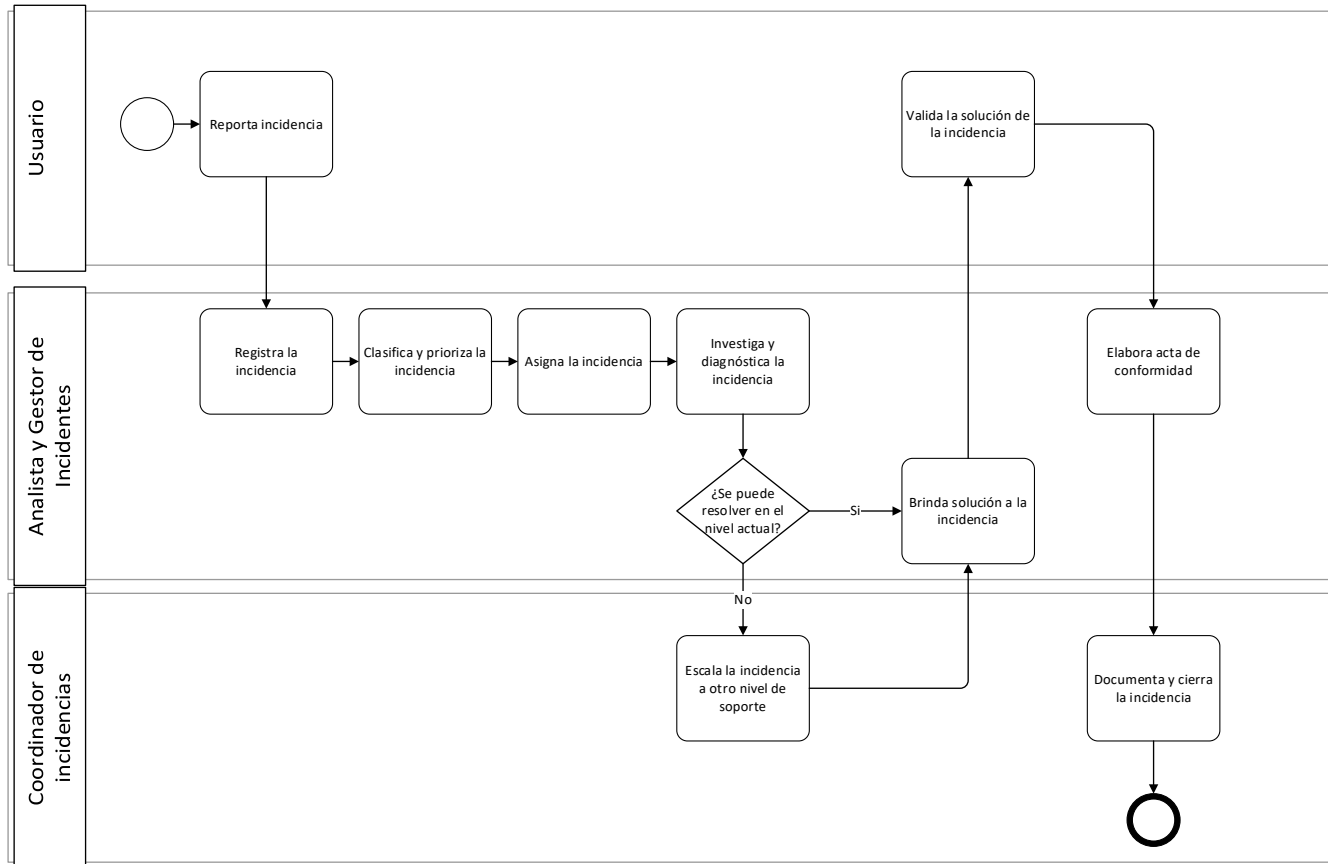 Usuario
Reporta incidencia
Valida la solución de
la incidencia
Analista y Gestor de
Incidentes
Registra la
incidencia
Clasifica y prioriza la
incidencia
Asigna la incidencia
Investiga y
diagnóstica la
incidencia
Elabora acta de
conformidad
¿Se puede
resolver en el
nivel actual?
Si
Brinda solución a la
incidencia
No
Coordinador de
incidencias
Escala la incidencia
a otro nivel de
soporte
Documenta y cierra
la incidencia